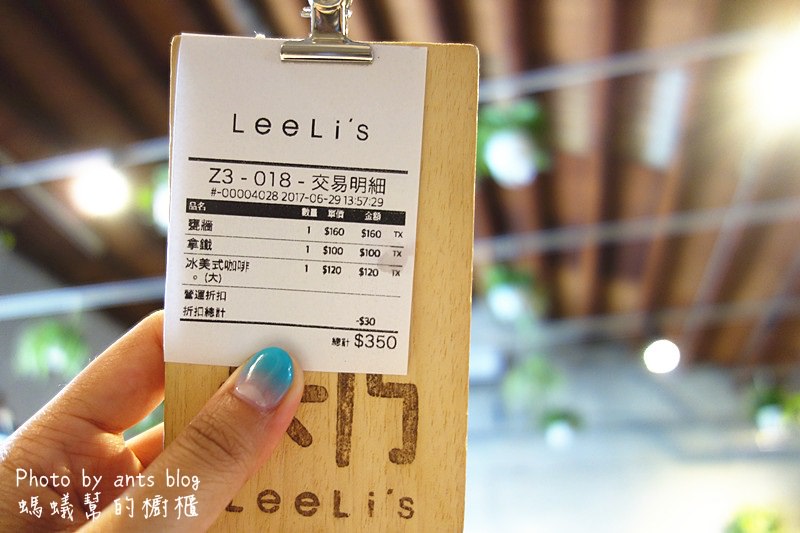 LeeLi's
Z3 - 018 - 交易明細
#-00004028 2017-06-29 13:57:29
品名 數量 單價 金額
甕牆 1 $160 $160 TX
拿鐵 1 $100 $100 TX
冰美式咖啡 1 $120 $120 TX
。(大)
營運折扣
折扣總計 -$30
總計 $350
LeeLi's
Photo by ants blog
螞蟻幫的櫥櫃